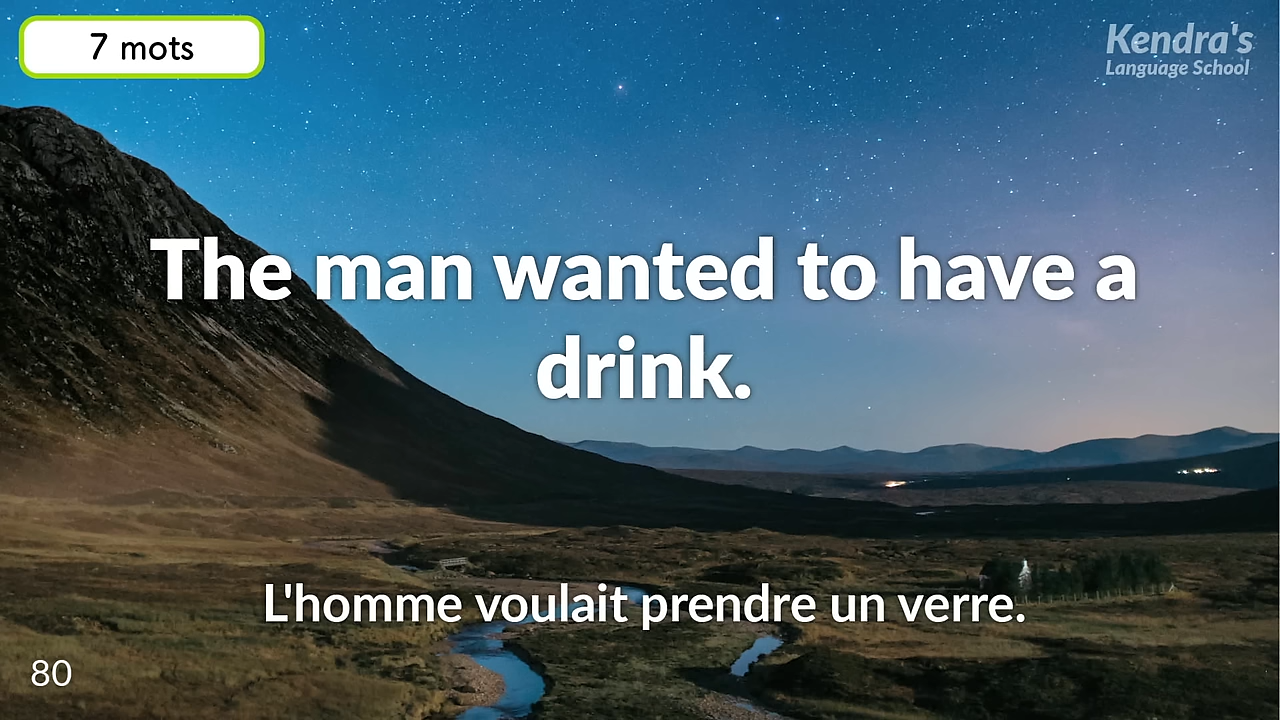 7 mots
Kendra's
Language School
The man wanted to have a
drink.
L'homme voulait prendre un verre.
80